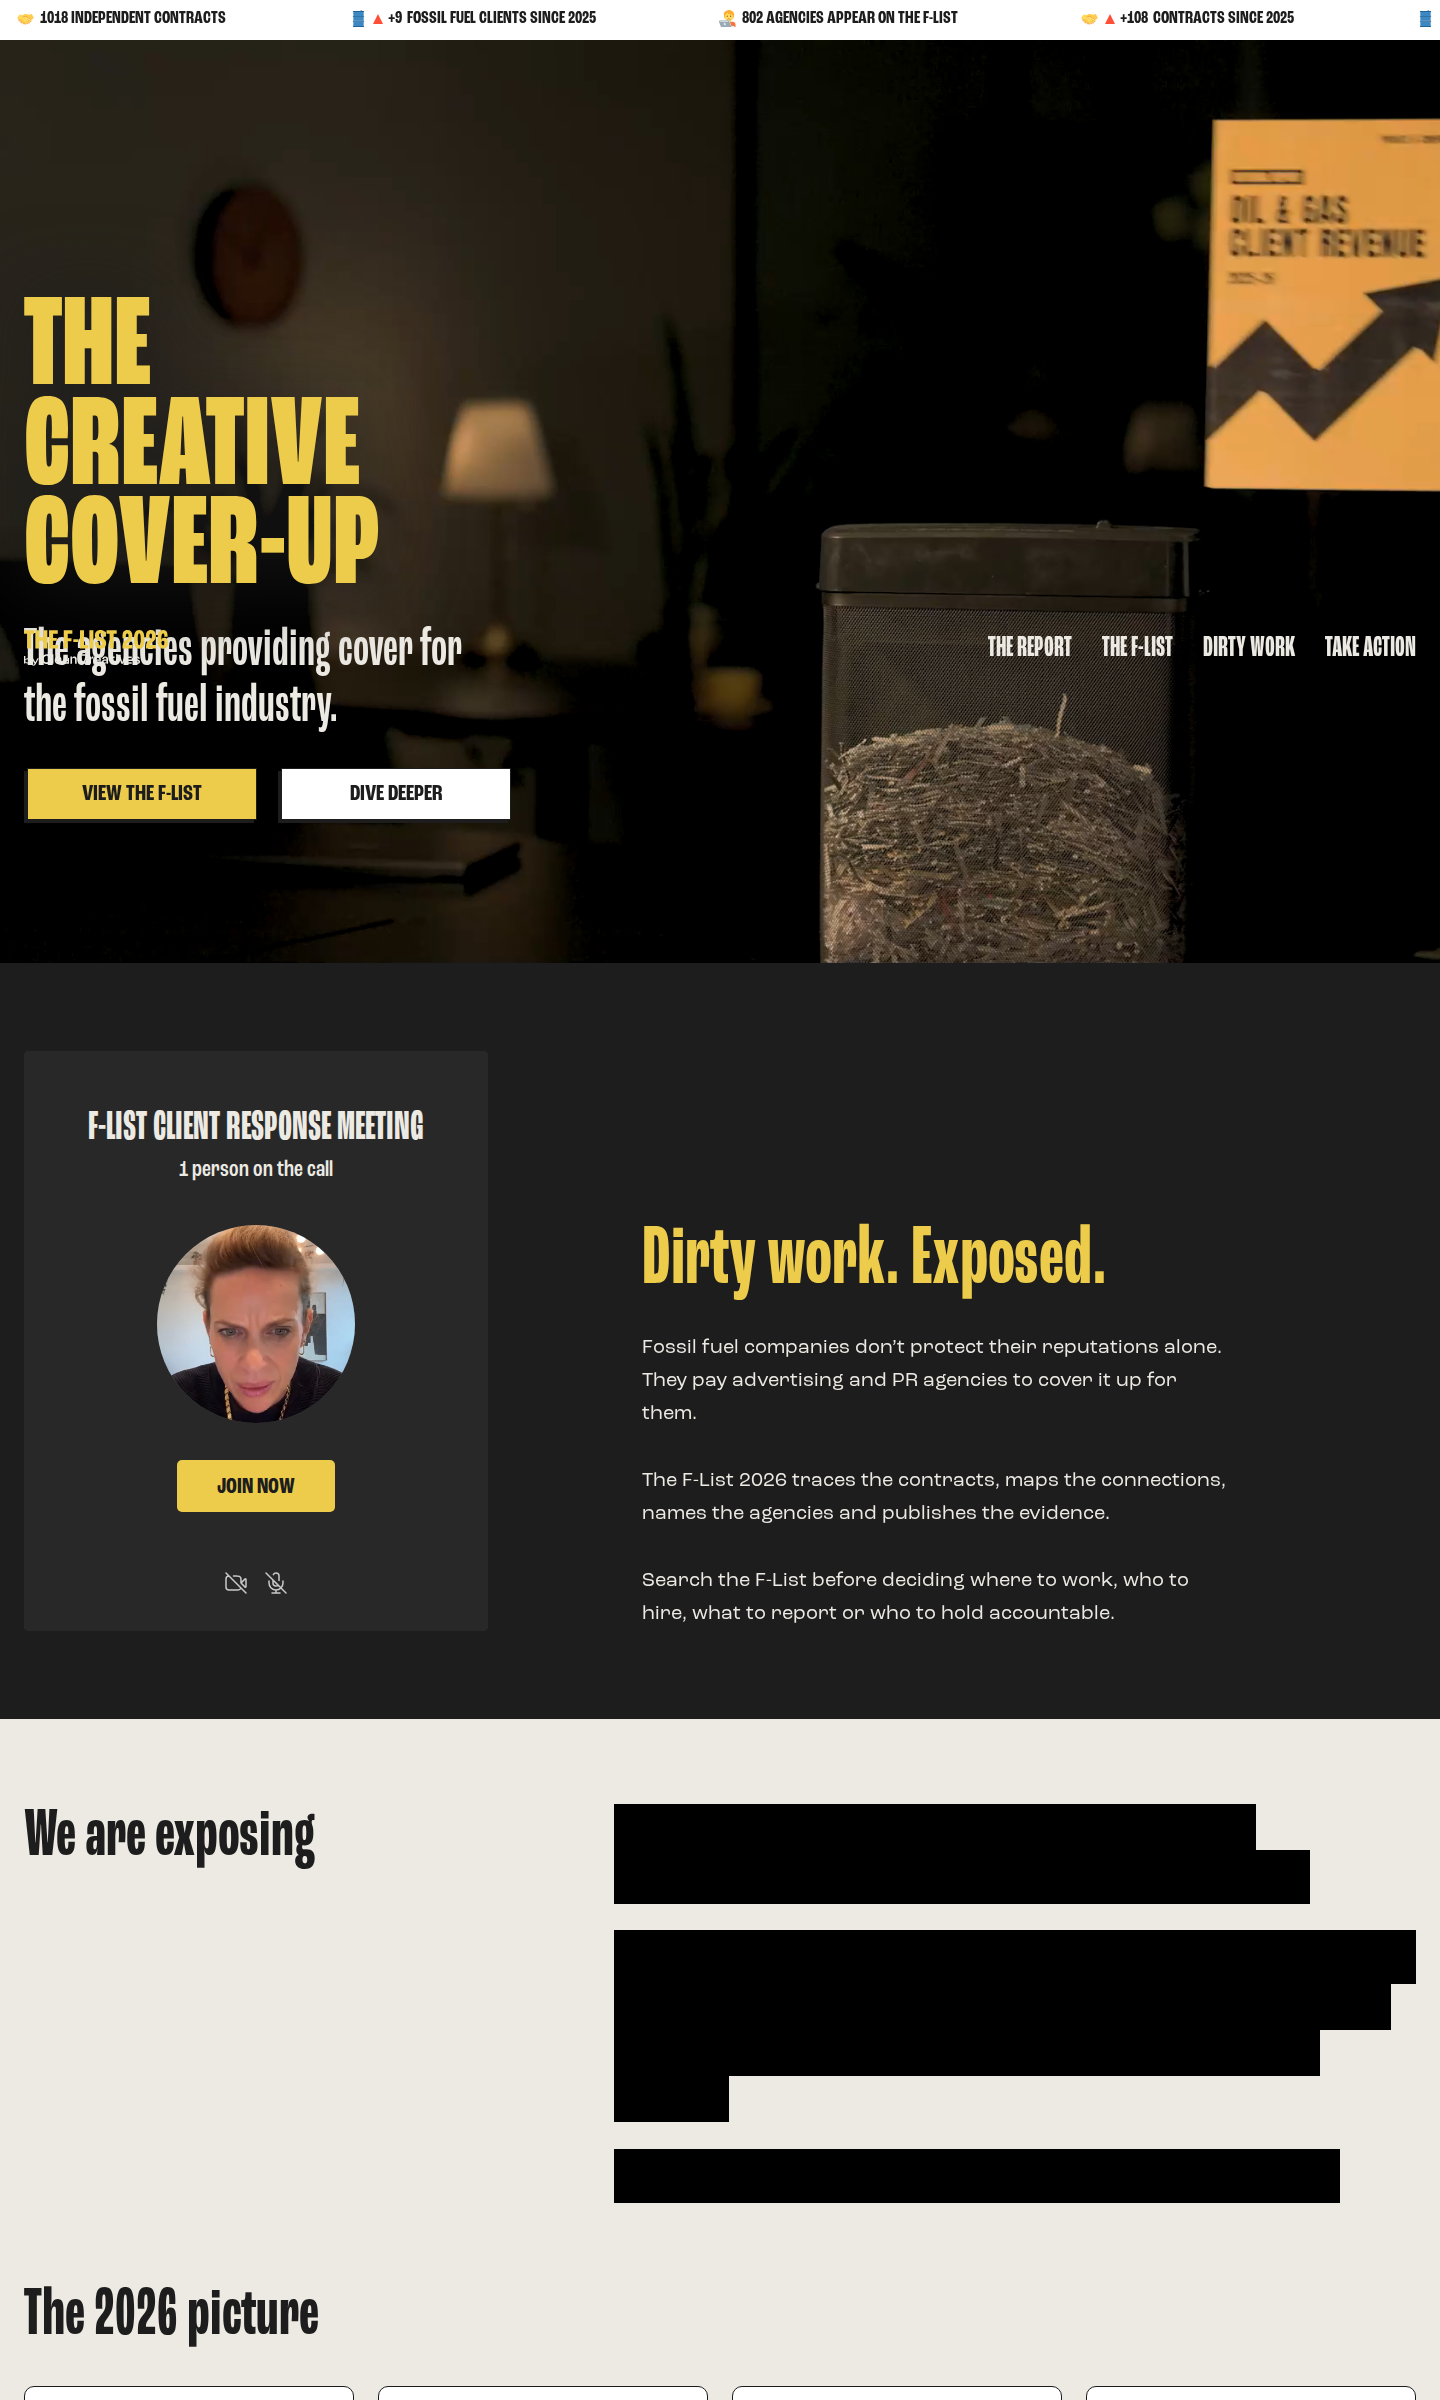 1018 INDEPENDENT CONTRACTS
+9 FOSSIL FUEL CLIENTS SINCE 2025
802 AGENCIES APPEAR ON THE F-LIST
+108 CONTRACTS SINCE 2025
OIL & GAS
CLIENT REVENUE
THE
CREATIVE
COVER-UP
THE F-LIST 2026
by Clean Creatives
The agencies providing cover for
the fossil fuel industry.
THE REPORT
THE F-LIST
DIRTY WORK
TAKE ACTION
VIEW THE F-LIST
DIVE DEEPER
F-LIST CLIENT RESPONSE MEETING
1 person on the call
JOIN NOW
Dirty work. Exposed.
Fossil fuel companies don’t protect their reputations alone.
They pay advertising and PR agencies to cover it up for
them.
The F-List 2026 traces the contracts, maps the connections,
names the agencies and publishes the evidence.
Search the F-List before deciding where to work, who to
hire, what to report or who to hold accountable.
We are exposing
The 2026 picture